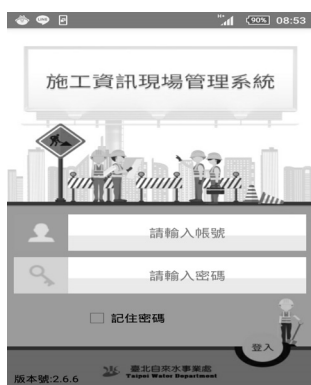 90% 08:53
施工資訊現場管理系統
請輸入帳號
請輸入密碼
記住密碼
登入
臺北自來水事業處
Taipei Water Department
版本號:2.6.6